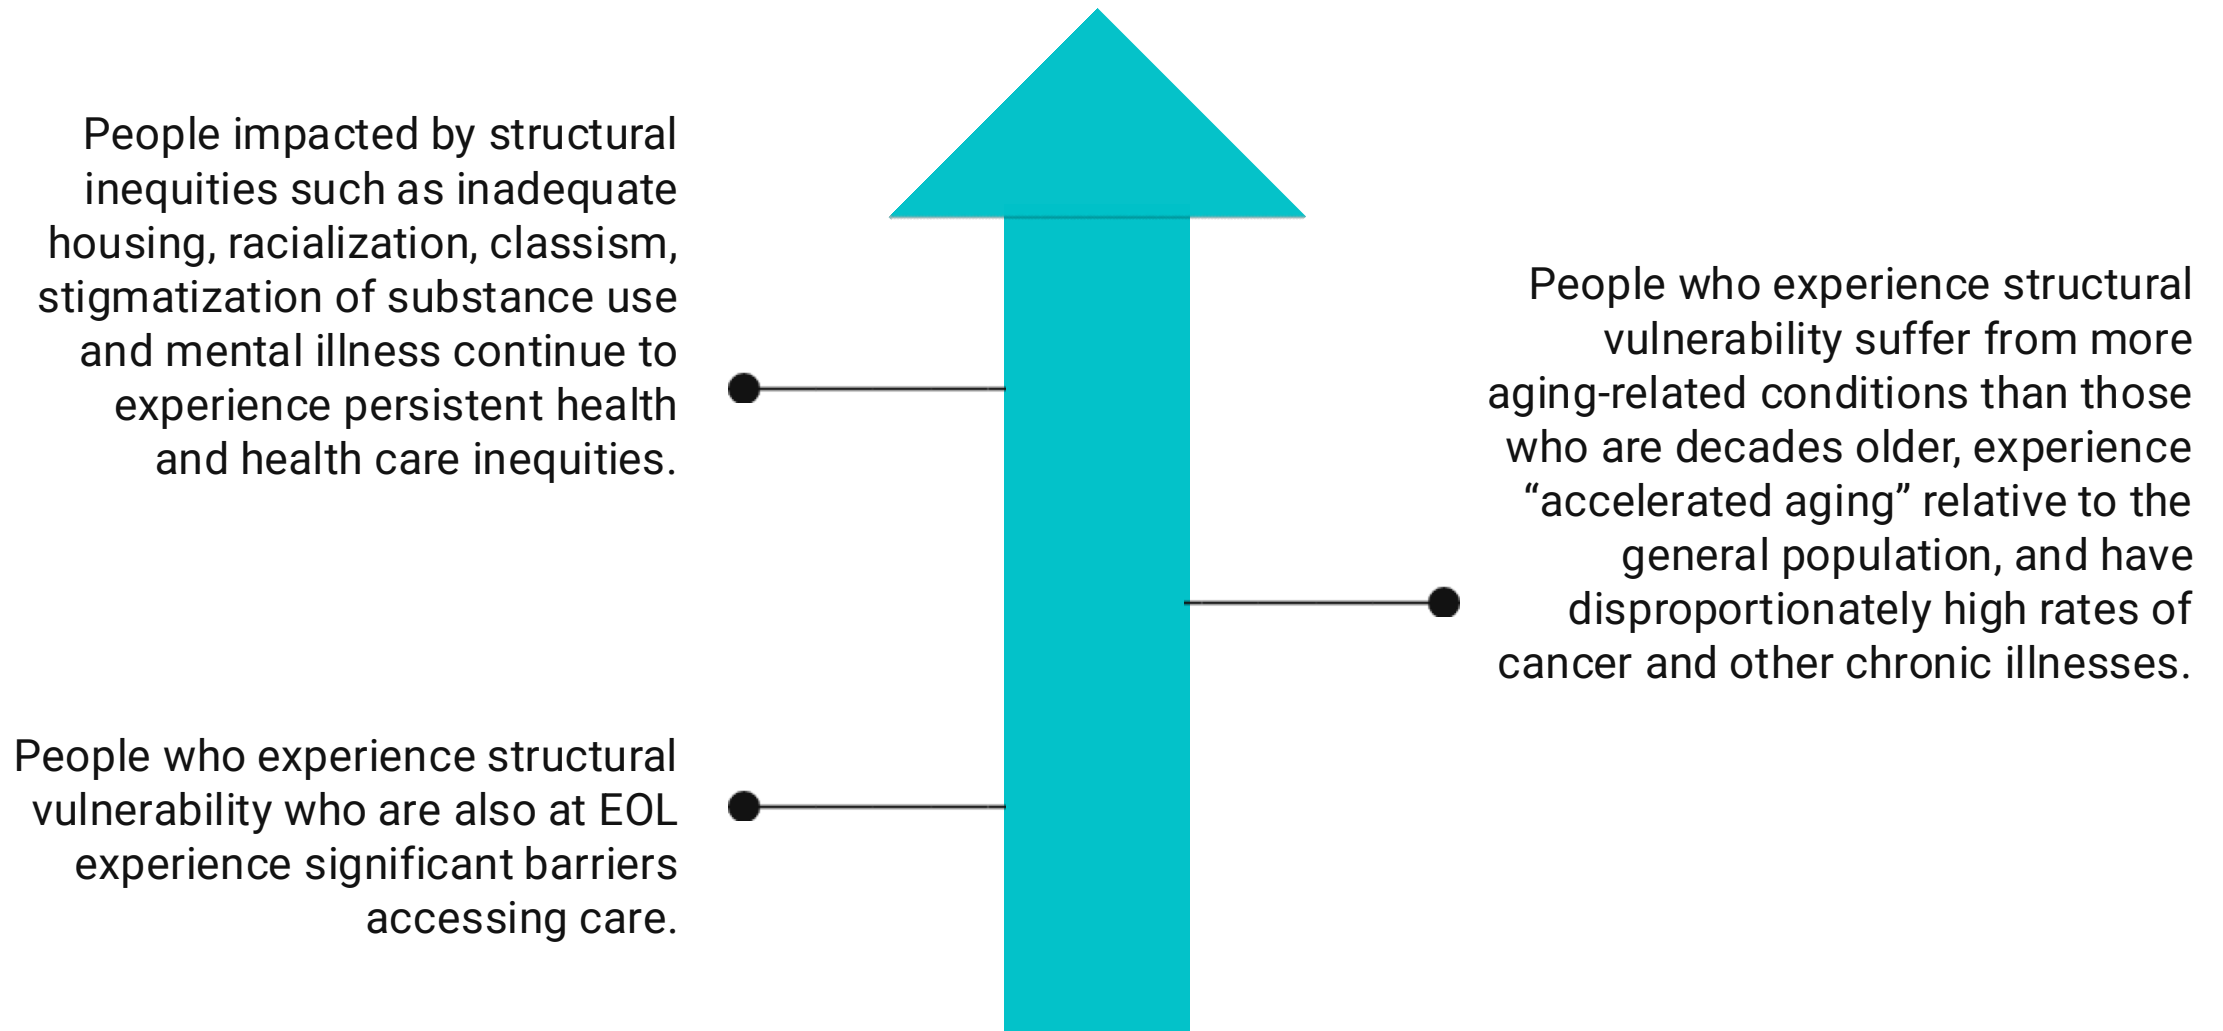 People impacted by structural
inequities such as inadequate
housing, racialization, classism,
stigmatization of substance use
and mental illness continue to
experience persistent health
and health care inequities.
People who experience structural
vulnerability suffer from more
aging-related conditions than those
who are decades older, experience
“accelerated aging” relative to the
general population, and have
disproportionately high rates of
cancer and other chronic illnesses.
People who experience structural
vulnerability who are also at EOL
experience significant barriers
accessing care.